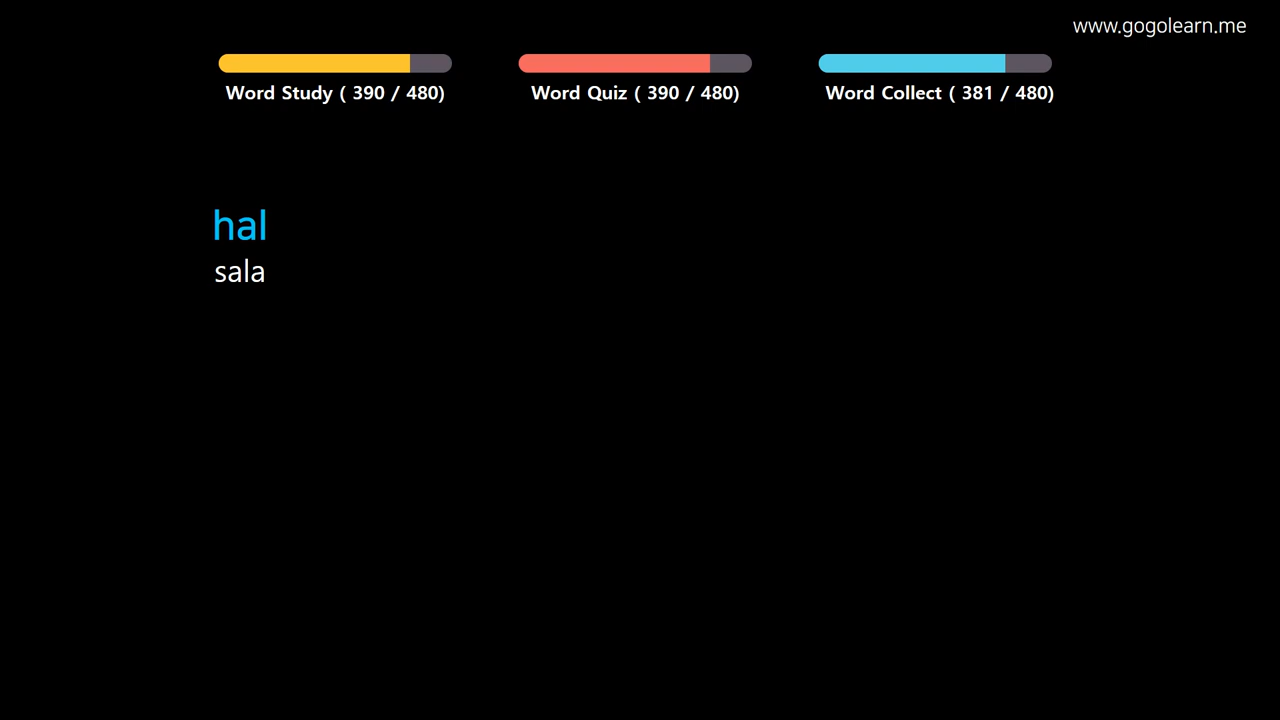 www.gogolearn.me
Word Study ( 390 / 480)
Word Quiz ( 390 / 480)
Word Collect ( 381 / 480)
hal
sala